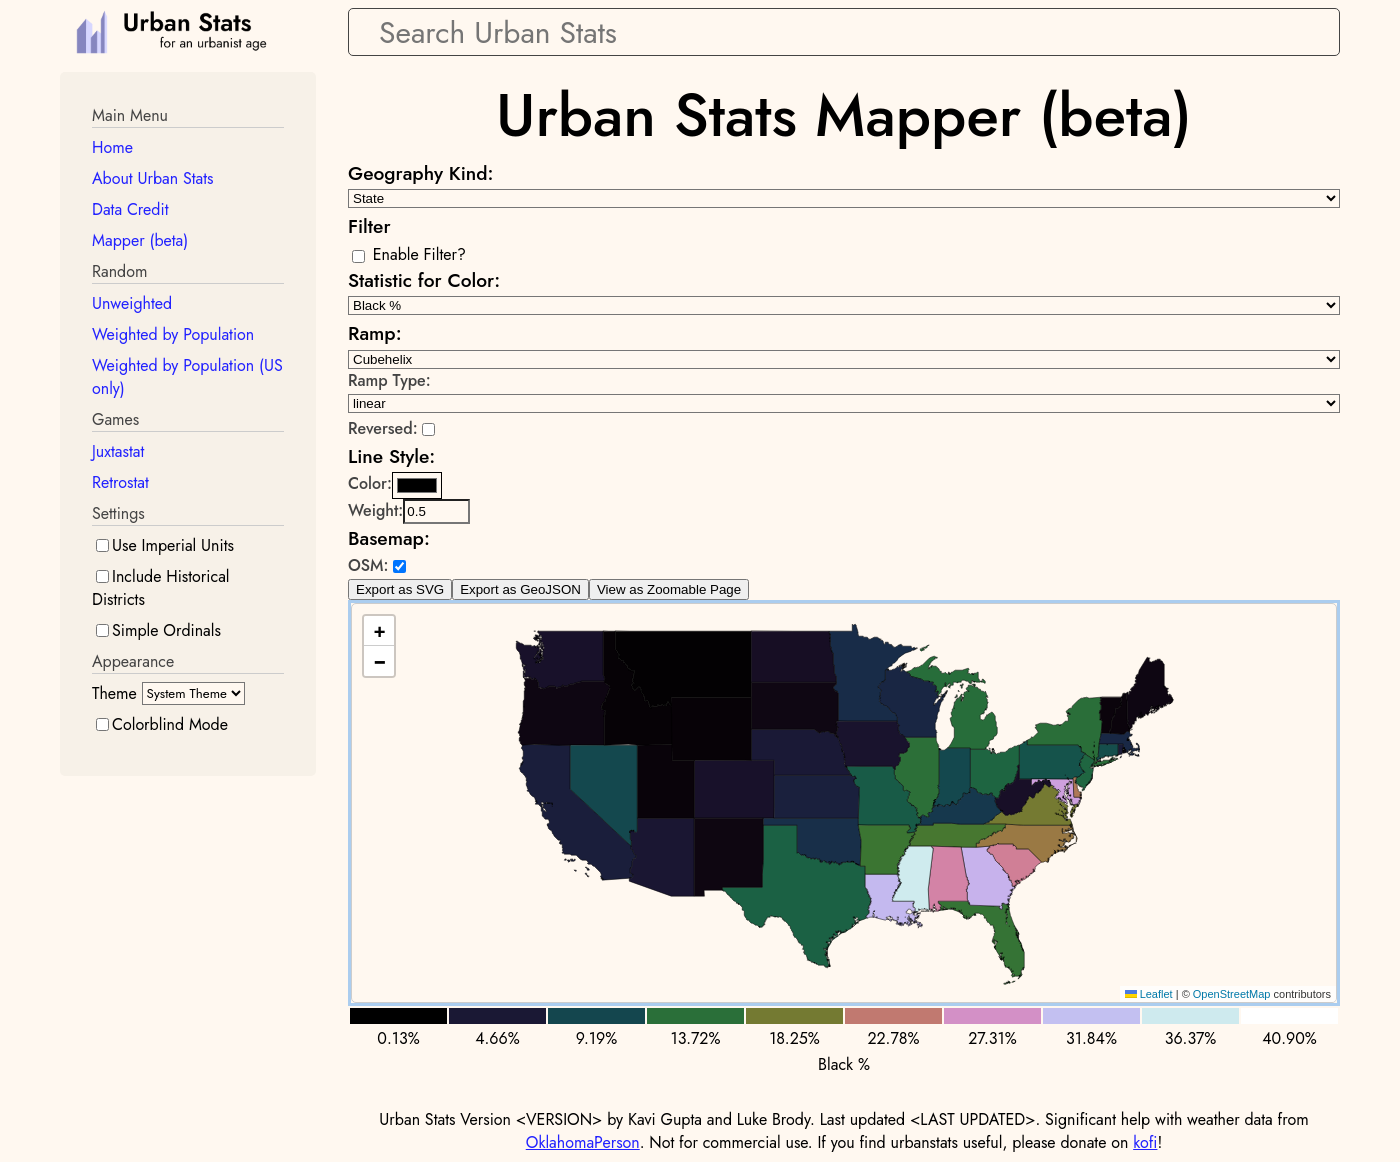 Urban Stats
for an urbanist age
Search Urban Stats
Main Menu
Home
About Urban Stats
Data Credit
Mapper (beta)
Random
Unweighted
Weighted by Population
Weighted by Population (US
only)
Games
Juxtastat
Retrostat
Settings
Use Imperial Units
Include Historical
Districts
Simple Ordinals
Appearance
Theme System Theme
Colorblind Mode
Urban Stats Mapper (beta)
Geography Kind:
State
Filter
Enable Filter?
Statistic for Color:
Black %
Ramp:
Cubehelix
Ramp Type:
linear
Reversed:
Line Style:
Color:
Weight: 0.5
Basemap:
OSM:
Export as SVG Export as GeoJSON View as Zoomable Page
+
−
Leaflet | © OpenStreetMap contributors
0.13% 4.66% 9.19% 13.72% 18.25% 22.78% 27.31% 31.84% 36.37% 40.90%
Black %
Urban Stats Version <VERSION> by Kavi Gupta and Luke Brody. Last updated <LAST UPDATED>. Significant help with weather data from
OklahomaPerson. Not for commercial use. If you find urbanstats useful, please donate on kofi!